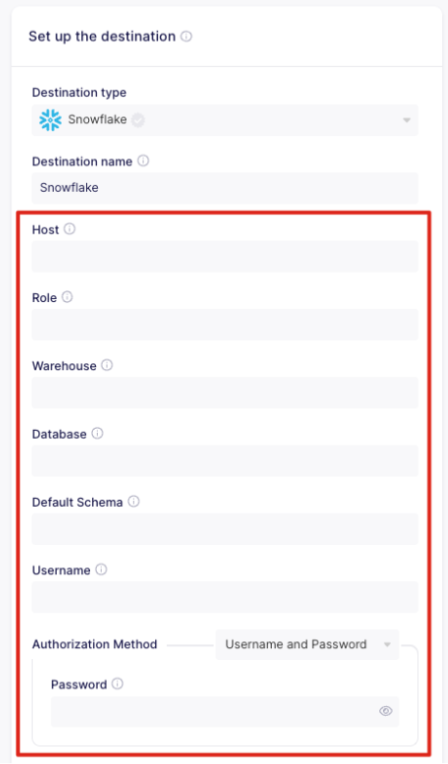 Set up the destination
Destination type
Snowflake
Destination name
Snowflake
Host
Role
Warehouse
Database
Default Schema
Username
Authorization Method Username and Password
Password